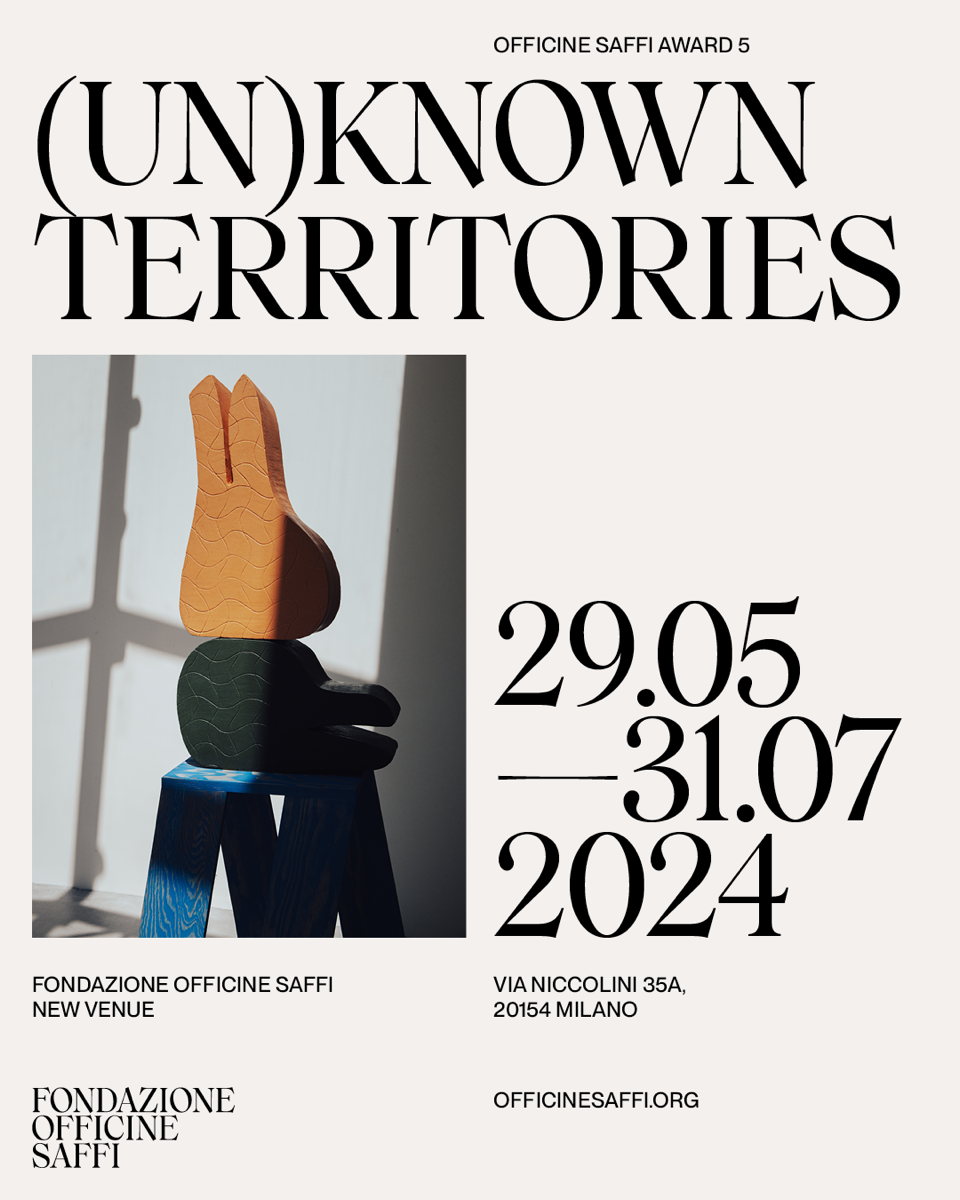 OFFICINE SAFFI AWARD 5
(UN)KNOWN
TERRITORIES
29.05
—31.07
2024
FONDAZIONE OFFICINE SAFFI
NEW VENUE
VIA NICCOLINI 35A,
20154 MILANO
FONDAZIONE
OFFICINE
SAFFI
OFFICINESAFFI.ORG